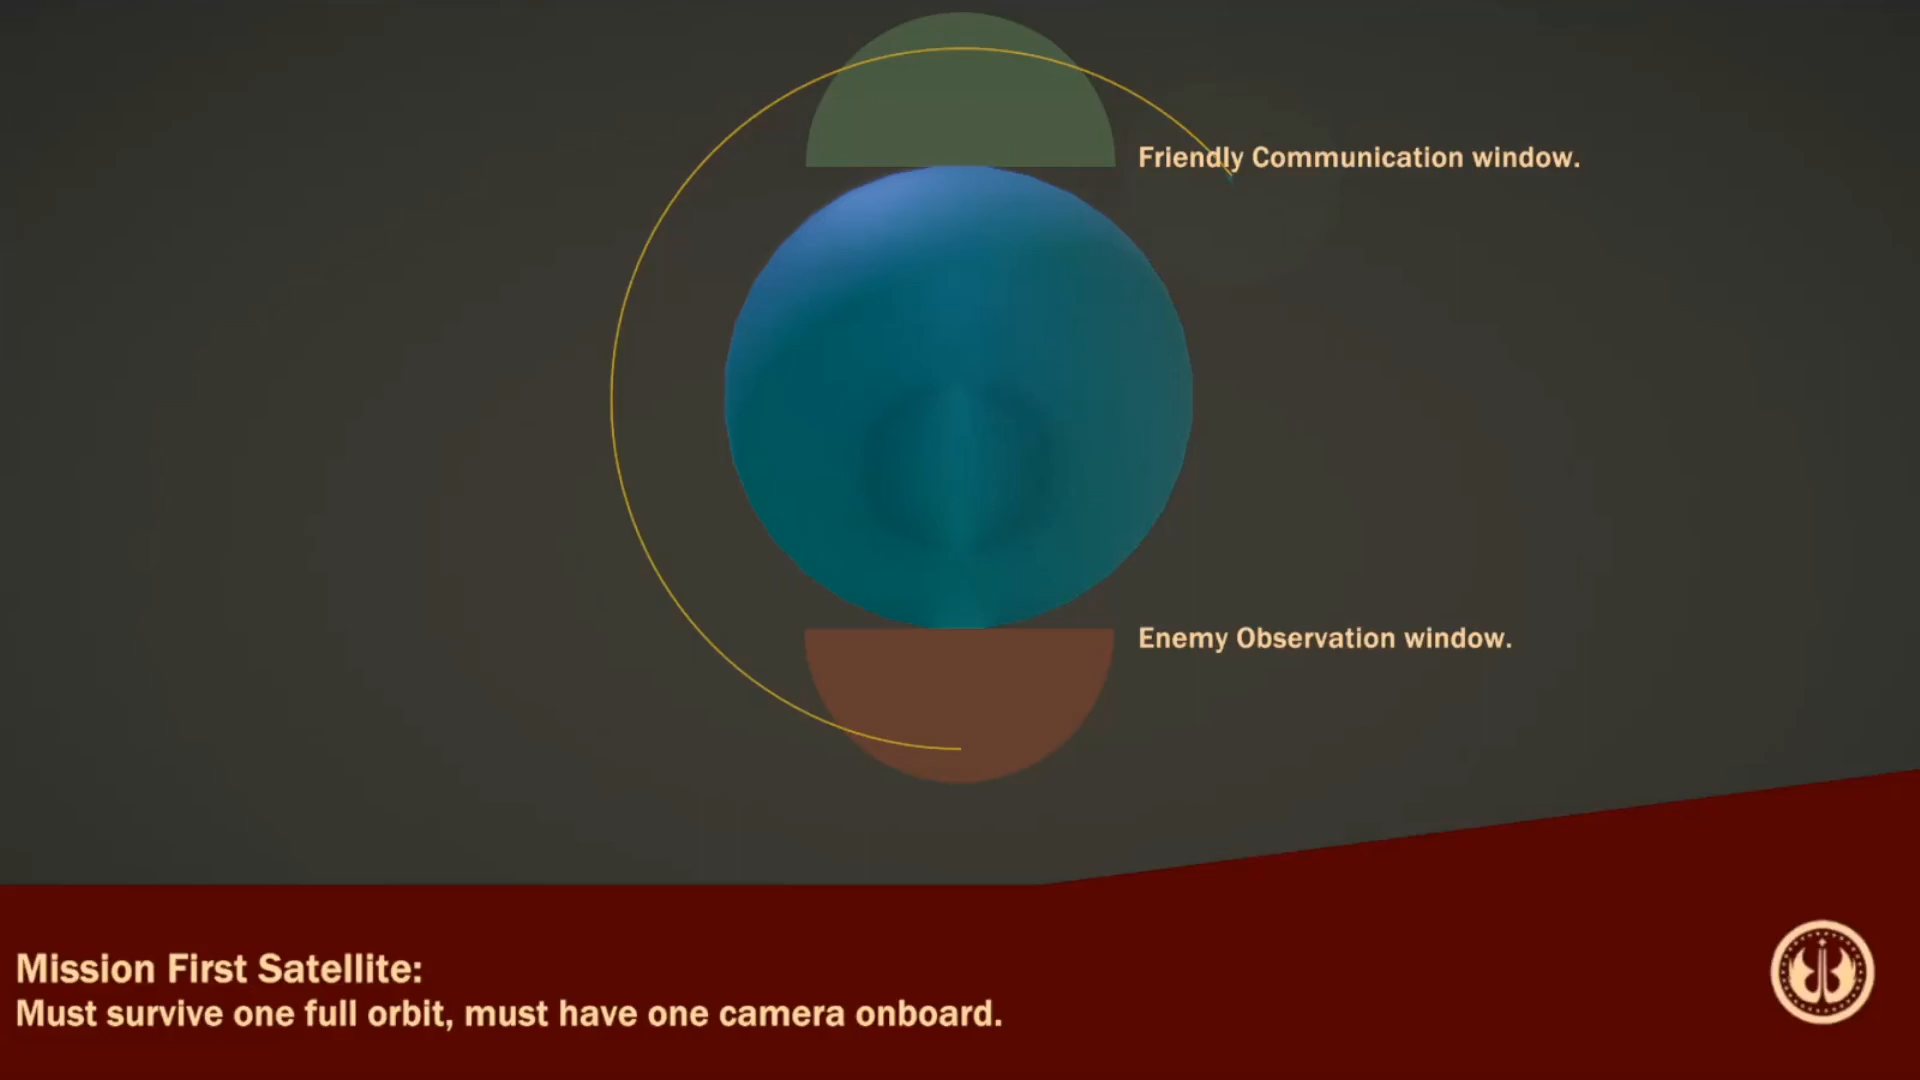 Friendly Communication window.
Enemy Observation window.
Mission First Satellite:
Must survive one full orbit, must have one camera onboard.